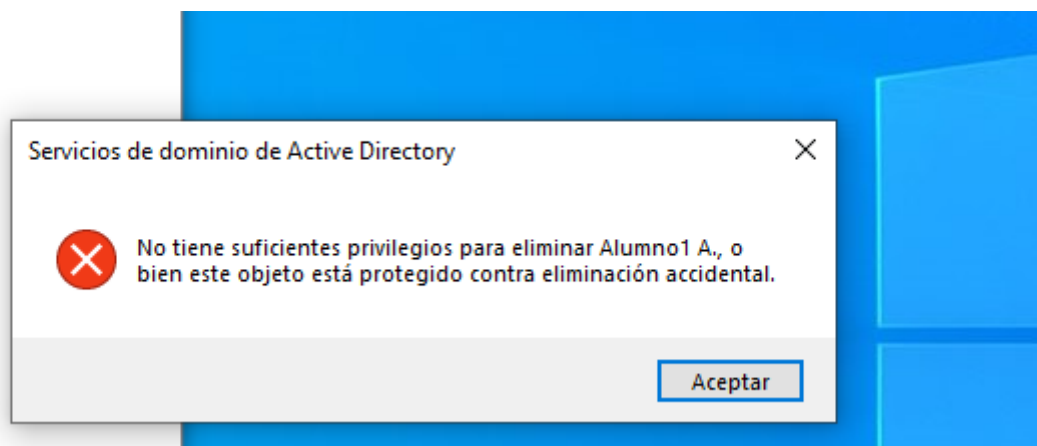 Servicios de dominio de Active Directory
No tiene suficientes privilegios para eliminar Alumno1 A., o
bien este objeto está protegido contra eliminación accidental.
Aceptar